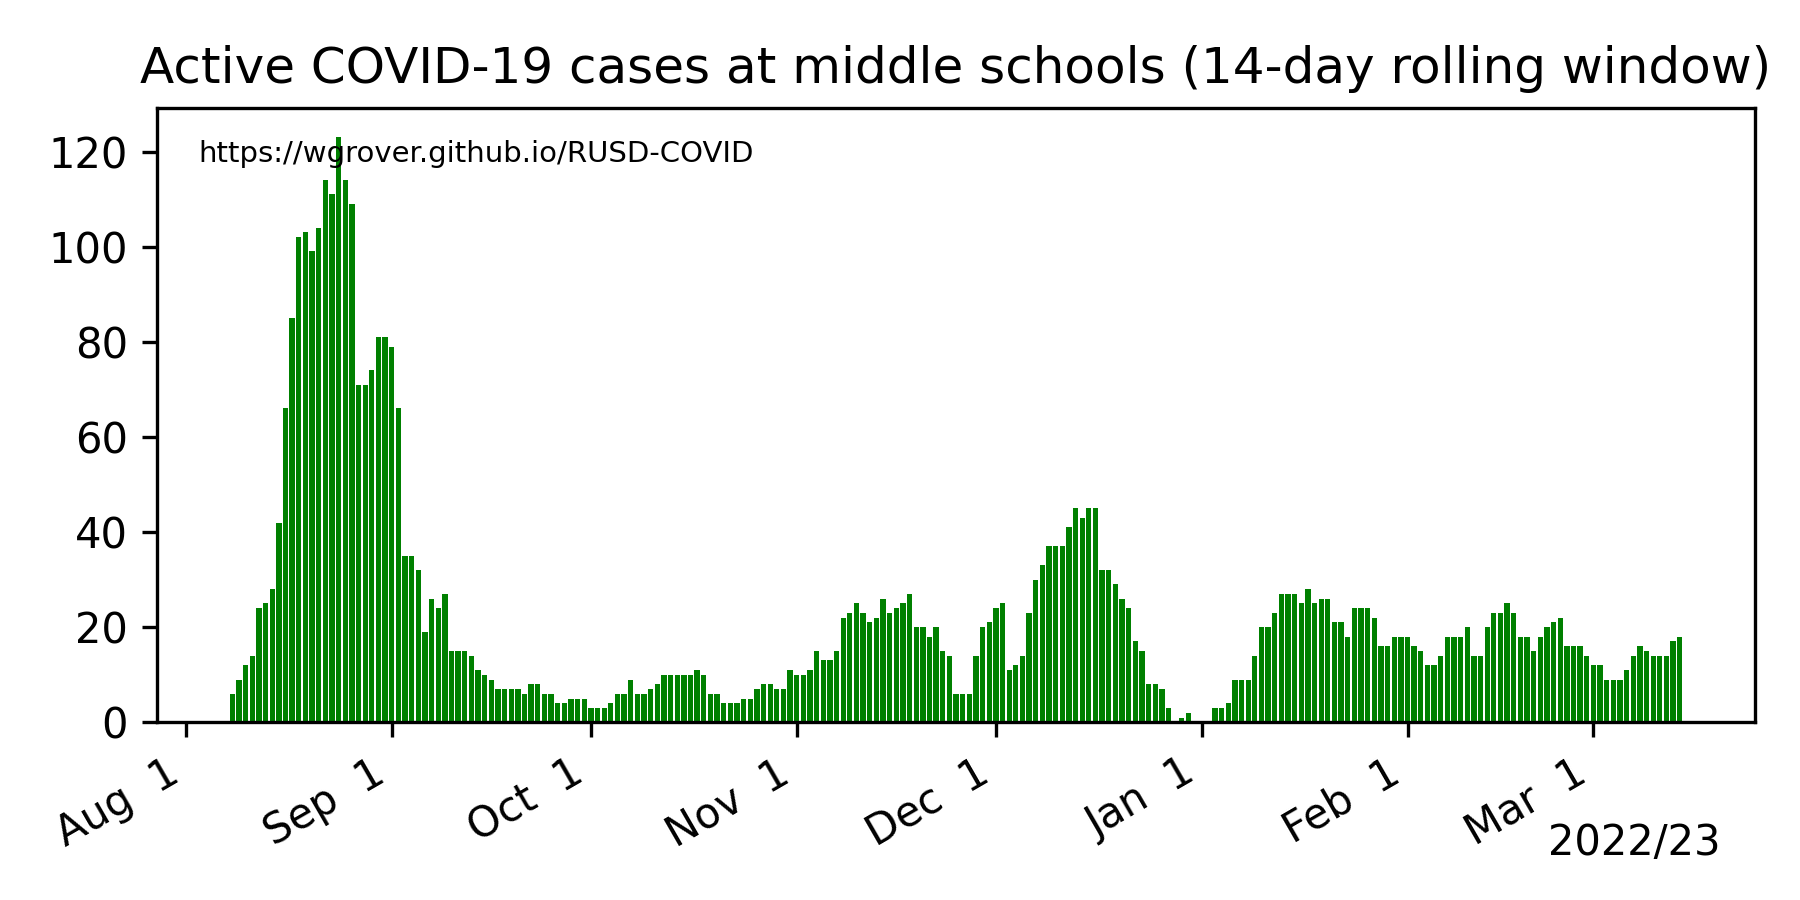 Active COVID-19 cases at middle schools (14-day rolling window)
https://wgrover.github.io/RUSD-COVID
120
100
80
60
40
20
0
Aug 1
Sep 1
Oct 1
Nov 1
Dec 1
Jan 1
Feb 1
Mar 1
2022/23